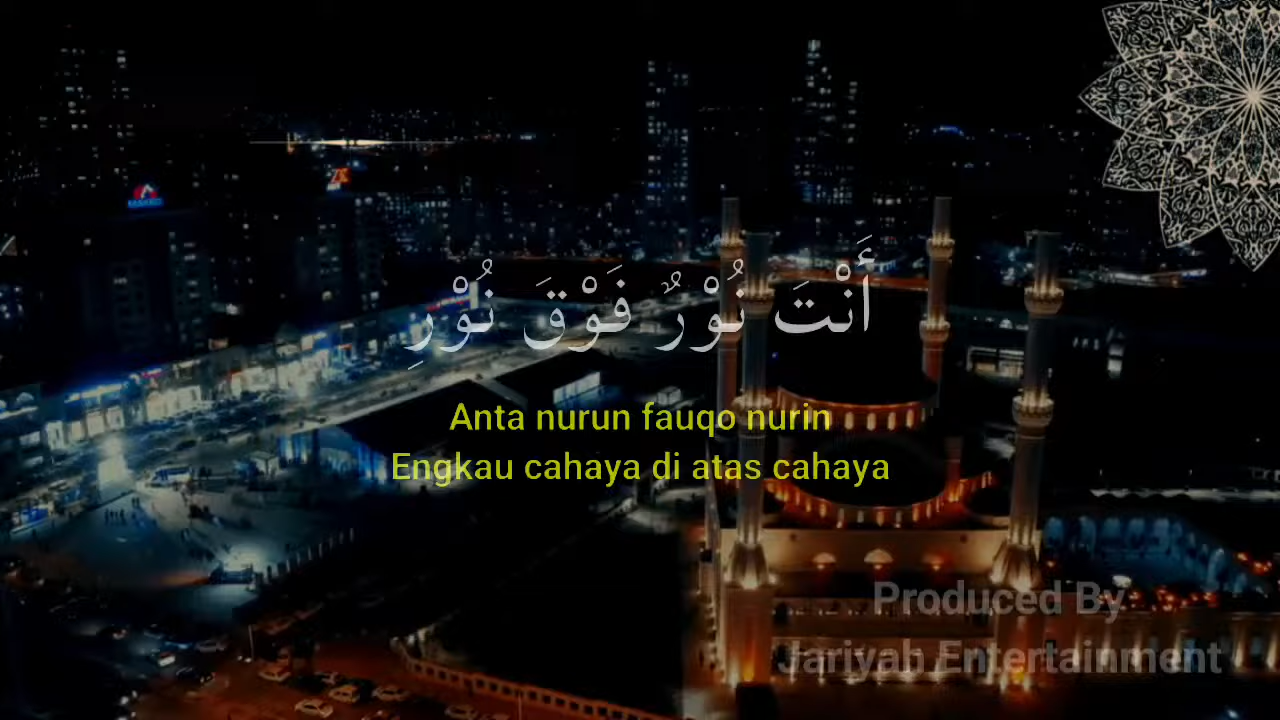 أَنْتَ نُوْرٌ فَوْقَ نُوْرِ
Anta nurun fauqo nurin
Engkau cahaya di atas cahaya
Produced By
Jariyah Entertainment